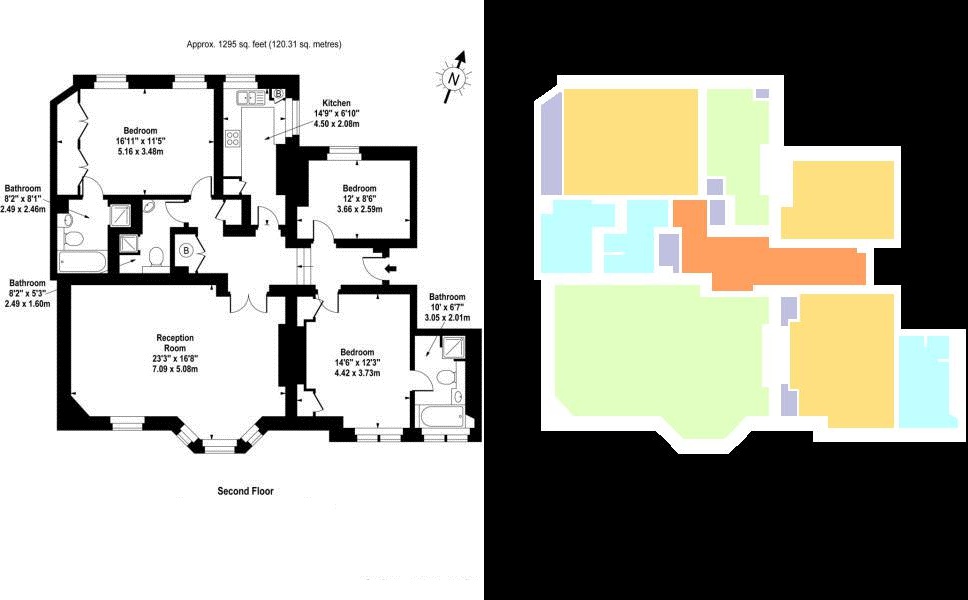 Approx. 1295 sq. feet (120.31 sq. metres)
N
B
Kitchen
14'9" x 6'10"
4.50 x 2.08m
Bedroom
16'11" x 11'5"
5.16 x 3.48m
Bathroom
8'2" x 8'1"
2.49 x 2.46m
Bedroom
12' x 8'6"
3.66 x 2.59m
B
Bathroom
8'2" x 5'3"
2.49 x 1.60m
Bathroom
10' x 6'7"
3.05 x 2.01m
Reception
Room
23'3" x 16'8"
7.09 x 5.08m
Bedroom
14'6" x 12'3"
4.42 x 3.73m
Second Floor